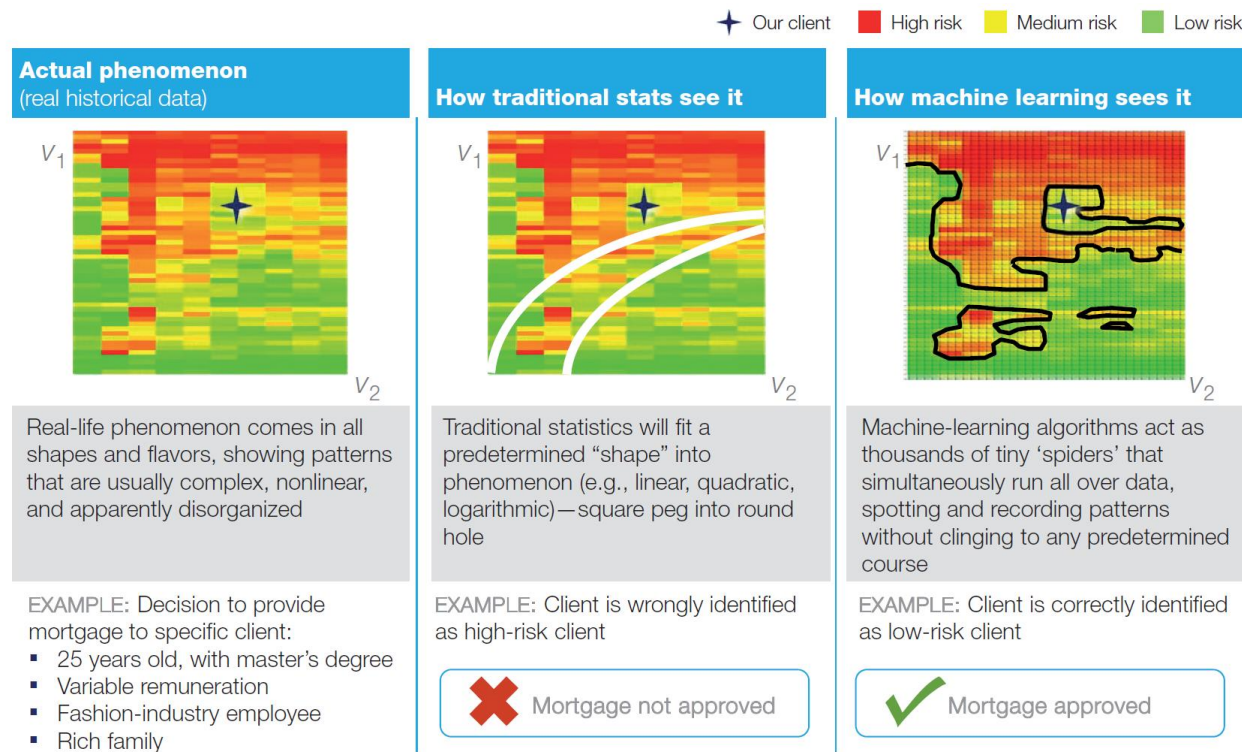 Our client High risk Medium risk Low risk
Actual phenomenon
(real historical data)
V1
V2
Real-life phenomenon comes in all
shapes and flavors, showing patterns
that are usually complex, nonlinear,
and apparently disorganized
EXAMPLE: Decision to provide
mortgage to specific client:
▪ 25 years old, with master’s degree
▪ Variable remuneration
▪ Fashion-industry employee
▪ Rich family
How traditional stats see it
V1
V2
Traditional statistics will fit a
predetermined “shape” into
phenomenon (e.g., linear, quadratic,
logarithmic)—square peg into round
hole
EXAMPLE: Client is wrongly identified
as high-risk client
Mortgage not approved
How machine learning sees it
V1
V2
Machine-learning algorithms act as
thousands of tiny ‘spiders’ that
simultaneously run all over data,
spotting and recording patterns
without clinging to any predetermined
course
EXAMPLE: Client is correctly identified
as low-risk client
Mortgage approved